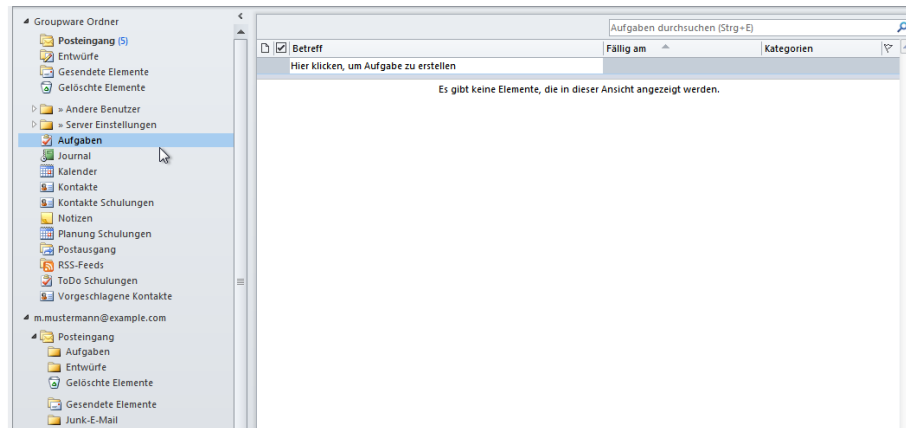 Groupware Ordner
Posteingang (5)
Entwürfe
Gesendete Elemente
Gelöschte Elemente
» Andere Benutzer
» Server Einstellungen
Aufgaben
Journal
Kalender
Kontakte
Kontakte Schulungen
Notizen
Planung Schulungen
Postausgang
RSS-Feeds
ToDo Schulungen
Vorgeschlagene Kontakte
m.mustermann@example.com
Posteingang
Aufgaben
Entwürfe
Gelöschte Elemente
Gesendete Elemente
Junk-E-Mail
Aufgaben durchsuchen (Strg+E)
Betreff Fällig am Kategorien
Hier klicken, um Aufgabe zu erstellen
Es gibt keine Elemente, die in dieser Ansicht angezeigt werden.